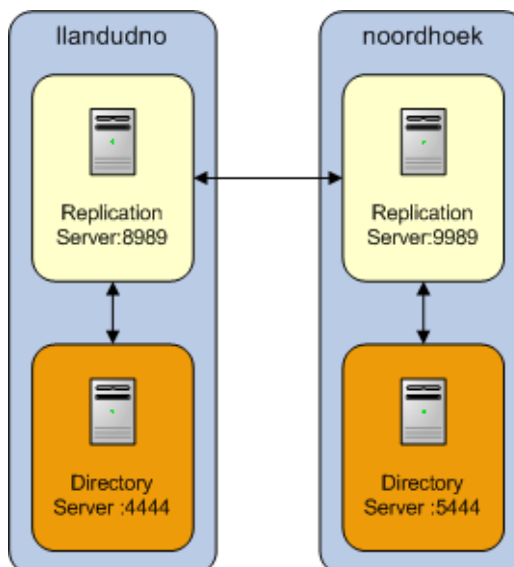 llandudno
noordhoek
Replication
Server:8989
Replication
Server:9989
Directory
Server :4444
Directory
Server :5444